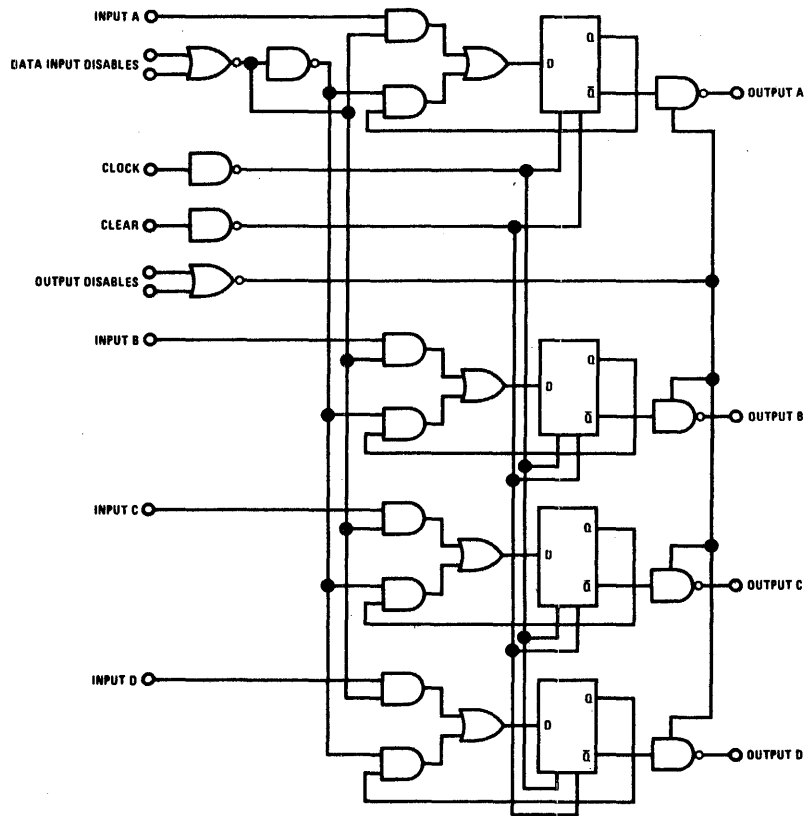 INPUT A
DATA INPUT DISABLES
CLOCK
CLEAR
OUTPUT DISABLES
D
Q
Q̅
OUTPUT A
INPUT B
D
Q
Q̅
OUTPUT B
INPUT C
D
Q
Q̅
OUTPUT C
INPUT D
D
Q
Q̅
OUTPUT D